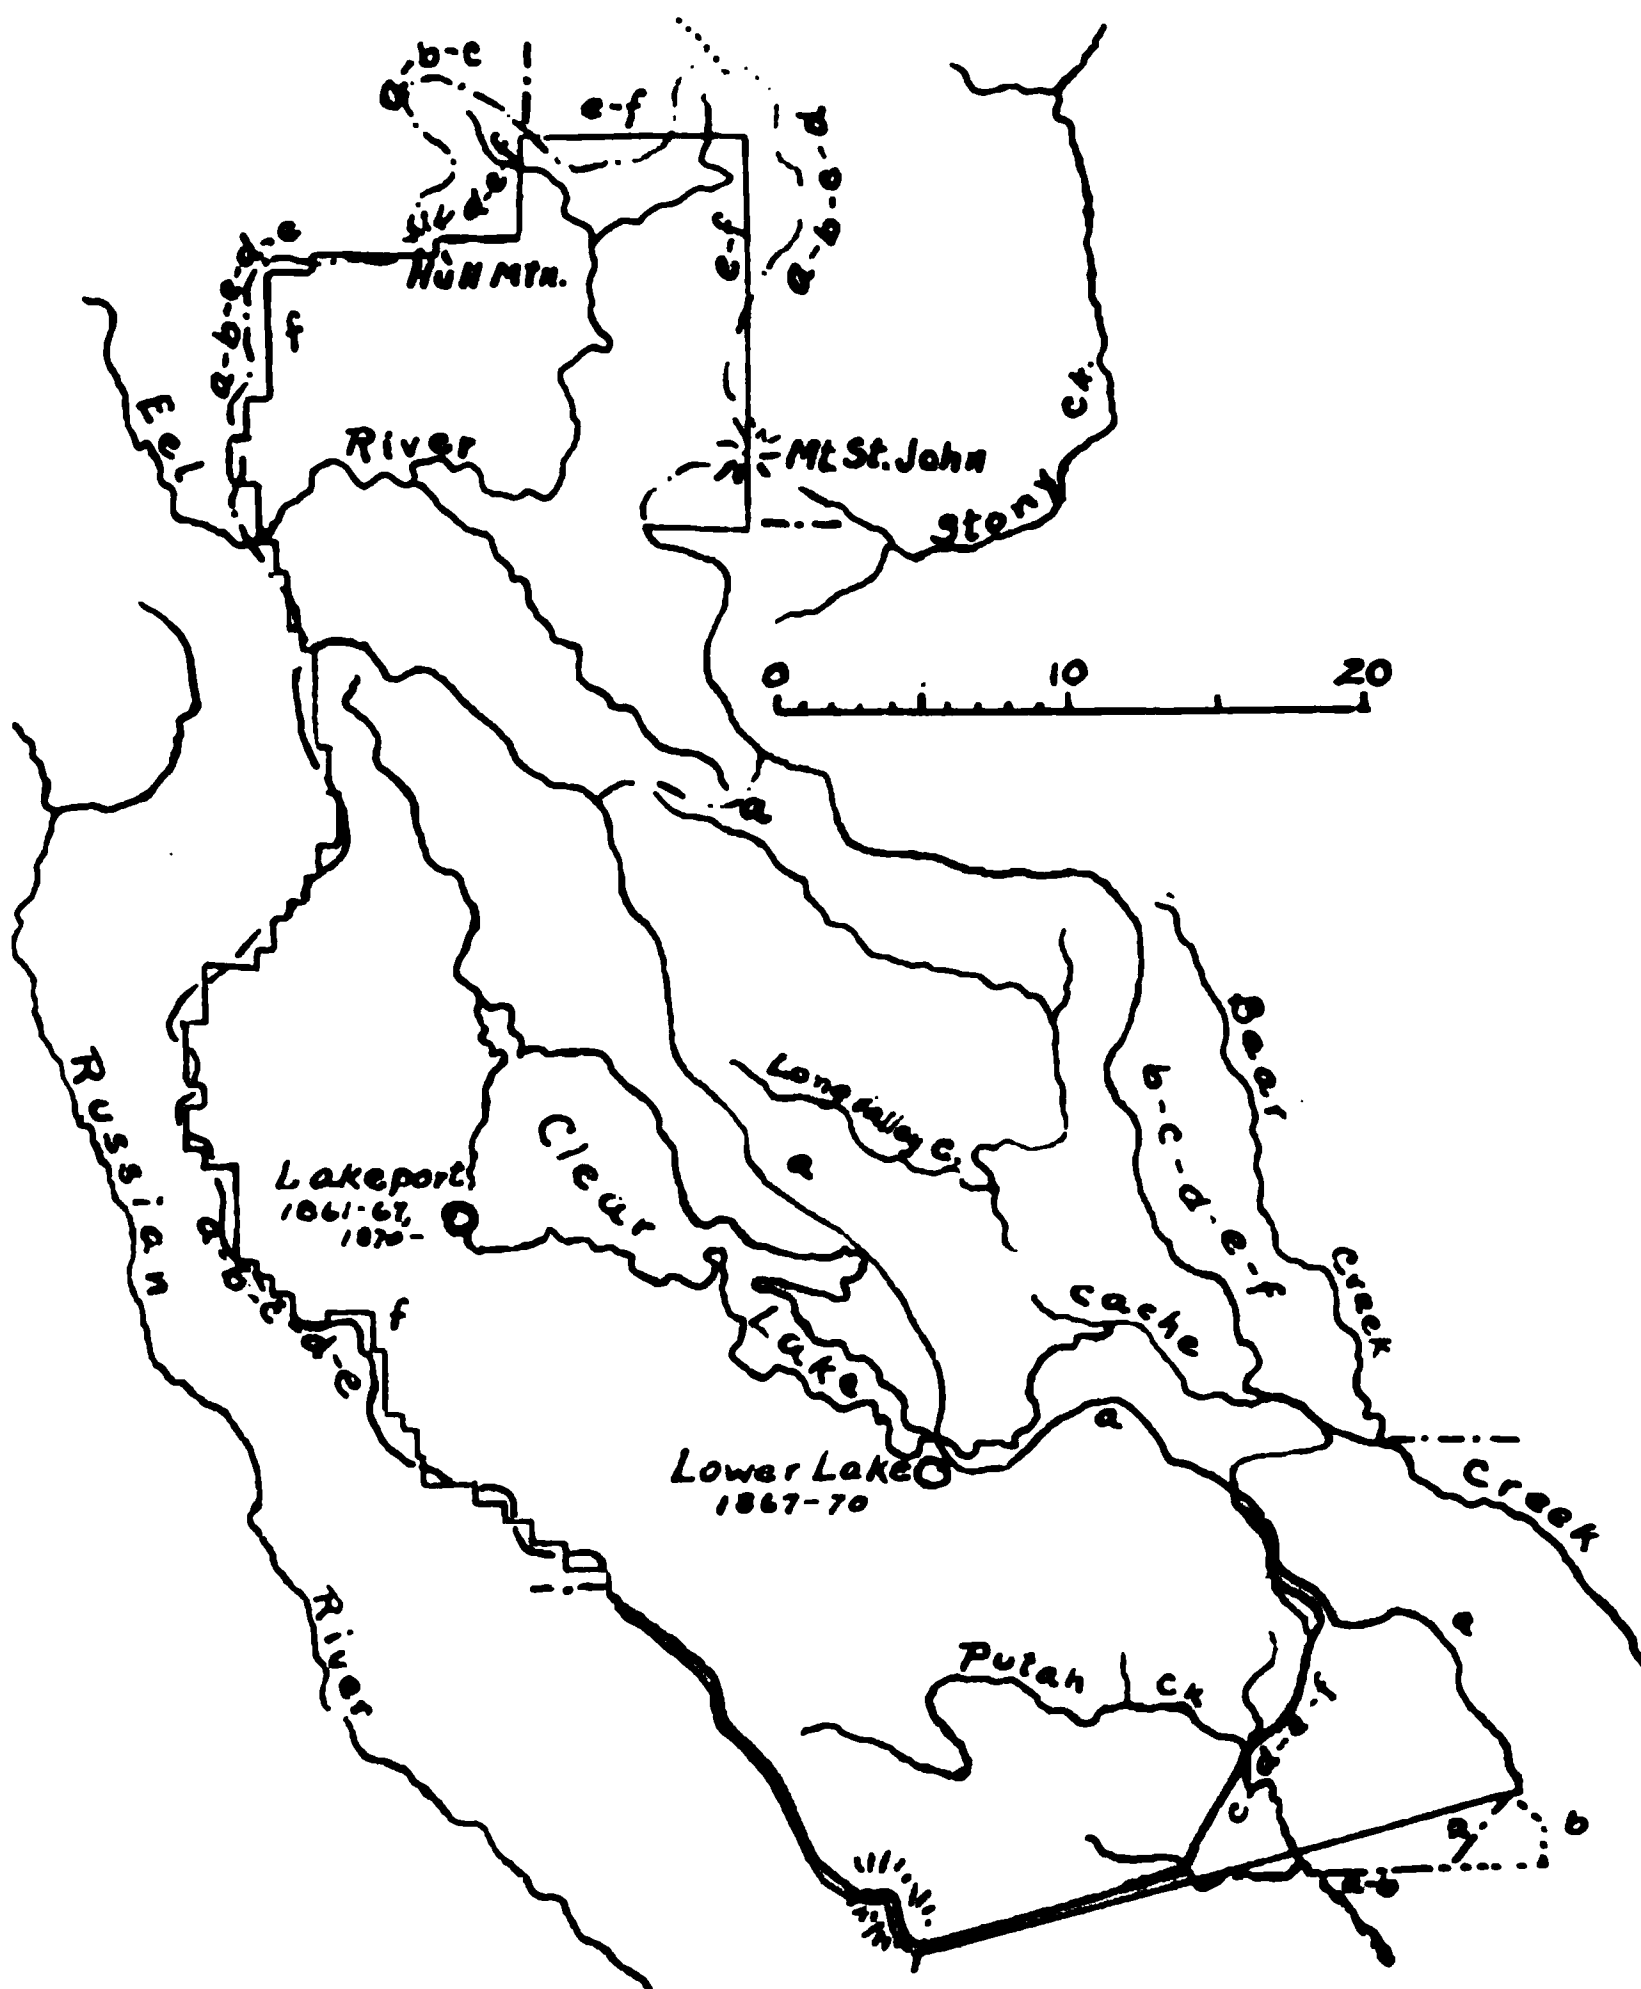 b-c
a
e-f
c
d-e
a-b-c-d
d-e
a-b-c
e-f
Hull Mtn.
f
Eel
River
Mt St. John
Stony
Ck.
0 10 20
a
Bear
Creek
Long Valley C.
b-c-d-e-f
a
Clear
Lake
Lakeport
1861-67,
1870-
Russian
River
a-b-c
d-e
f
Cache
Creek
a
Lower Lake
1867-70
a
Putah Ck
d-e-f
c
a
b
a-b